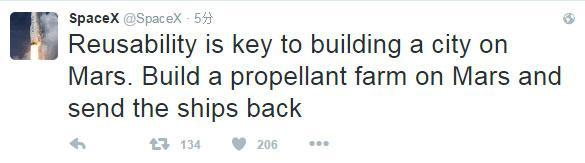 SpaceX @SpaceX · 5分
Reusability is key to building a city on
Mars. Build a propellant farm on Mars and
send the ships back
134 206